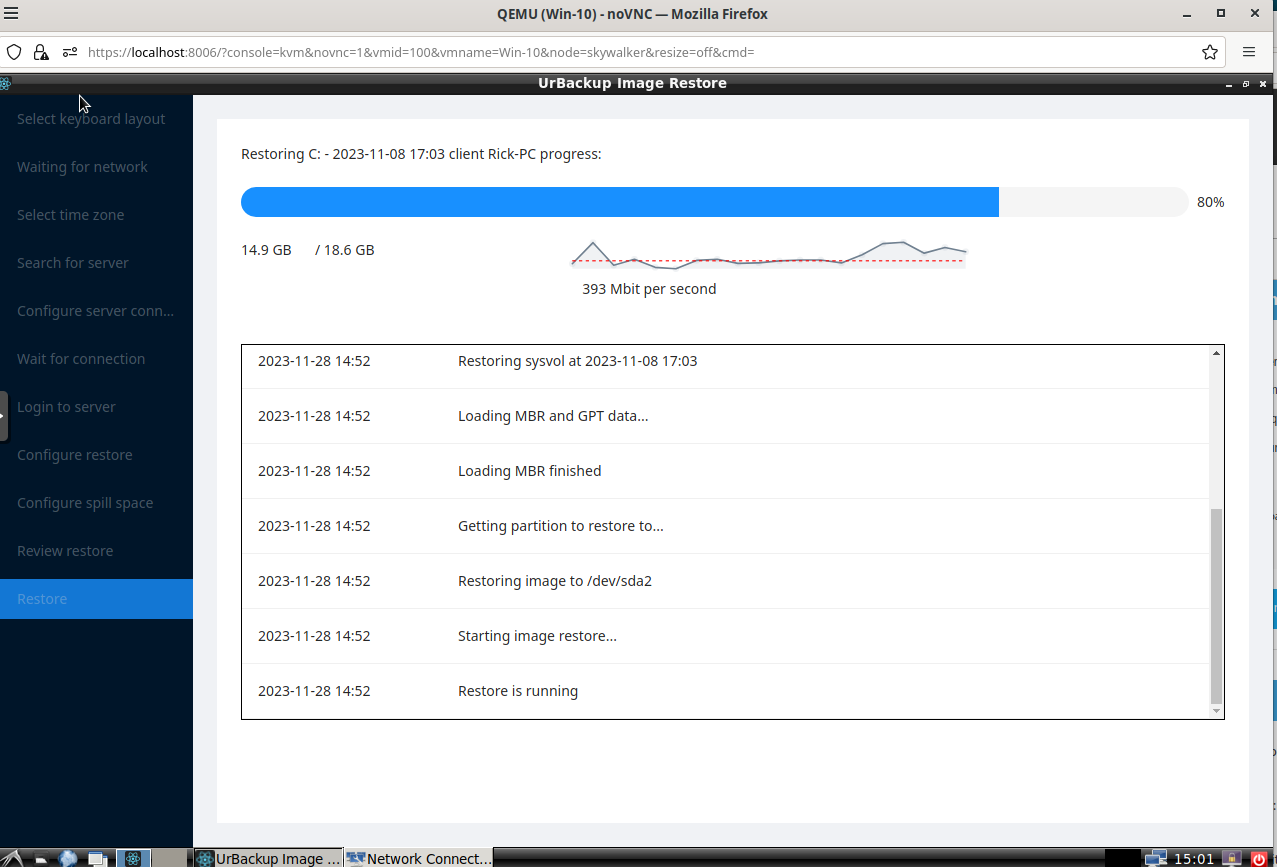 QEMU (Win-10) - noVNC — Mozilla Firefox
https://localhost:8006/?console=kvm&novnc=1&vmid=100&vmname=Win-10&node=skywalker&resize=off&cmd=
UrBackup Image Restore
Select keyboard layout
Waiting for network
Select time zone
Search for server
Configure server conn...
Wait for connection
Login to server
Configure restore
Configure spill space
Review restore
Restore
Restoring C: - 2023-11-08 17:03 client Rick-PC progress:
80%
14.9 GB / 18.6 GB
393 Mbit per second
2023-11-28 14:52 Restoring sysvol at 2023-11-08 17:03
2023-11-28 14:52 Loading MBR and GPT data...
2023-11-28 14:52 Loading MBR finished
2023-11-28 14:52 Getting partition to restore to...
2023-11-28 14:52 Restoring image to /dev/sda2
2023-11-28 14:52 Starting image restore...
2023-11-28 14:52 Restore is running
UrBackup Image ... Network Connect... 15:01